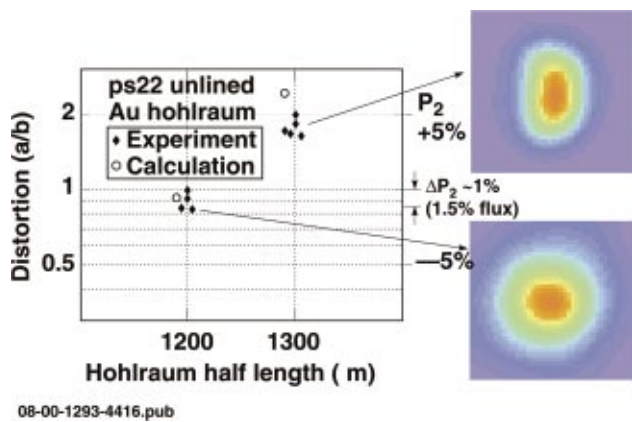 ps22 unlined
Au hohlraum
♦ Experiment
○ Calculation
Distortion (a/b)
2
1
0.5
P2
+5%
ΔP2 ~1%
(1.5% flux)
—5%
1200
1300
Hohlraum half length ( m)
08-00-1293-4416.pub